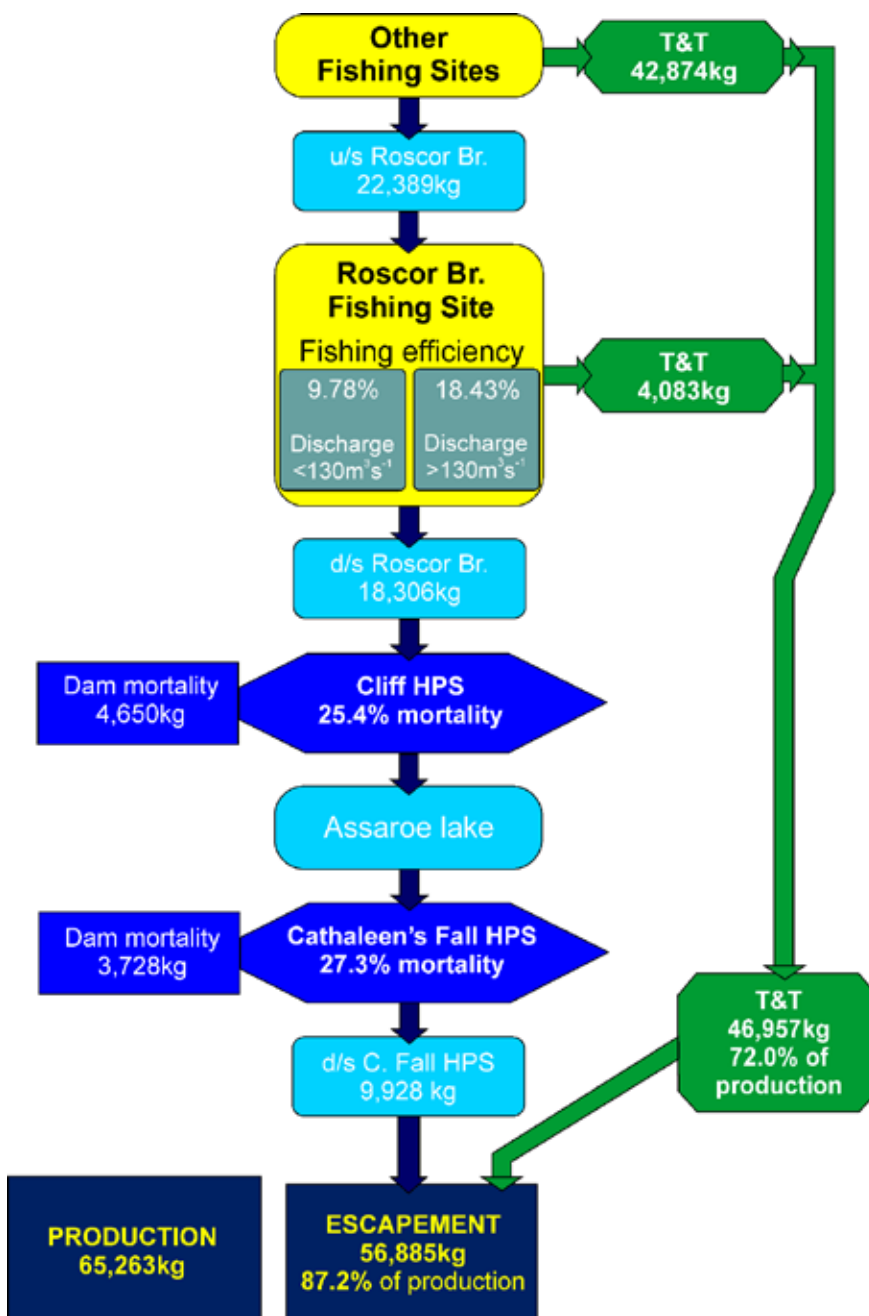 Other
Fishing Sites
T&T
42,874kg
u/s Roscor Br.
22,389kg
Roscor Br.
Fishing Site
Fishing efficiency
9.78%
Discharge
<130m³s⁻¹
18.43%
Discharge
>130m³s⁻¹
T&T
4,083kg
d/s Roscor Br.
18,306kg
Dam mortality
4,650kg
Cliff HPS
25.4% mortality
Assaroe lake
Dam mortality
3,728kg
Cathaleen's Fall HPS
27.3% mortality
T&T
46,957kg
72.0% of
production
d/s C. Fall HPS
9,928 kg
PRODUCTION
65,263kg
ESCAPEMENT
56,885kg
87.2% of production